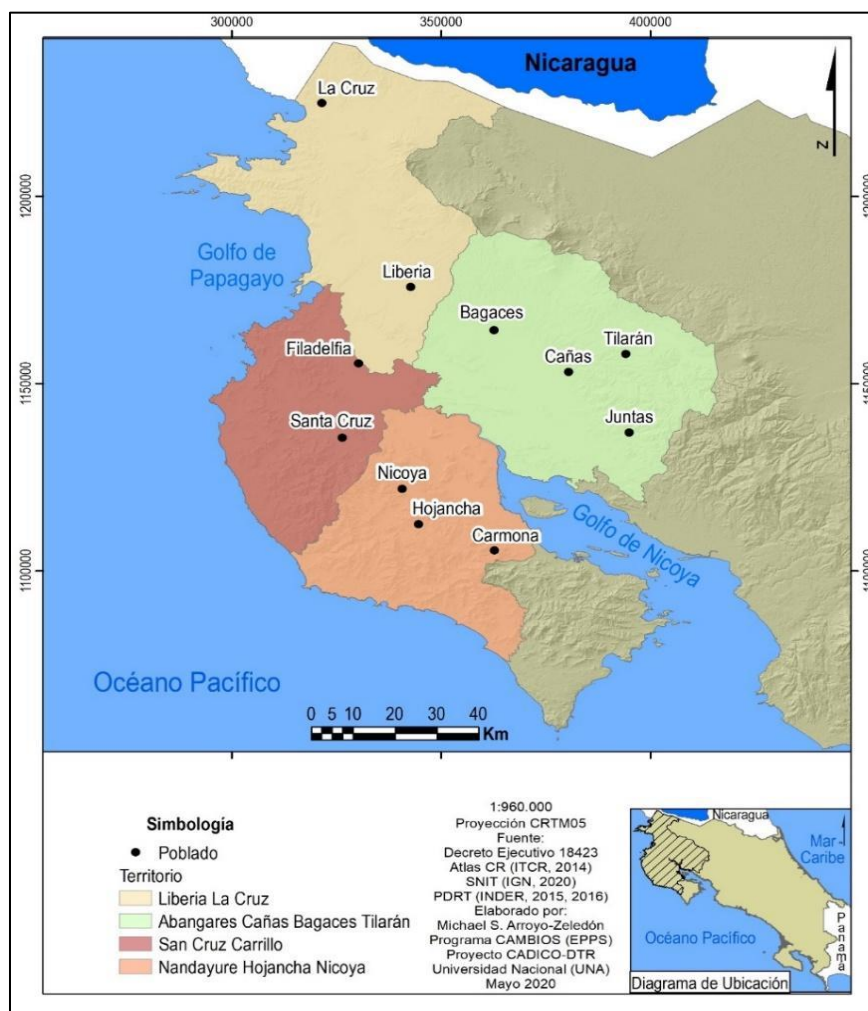 300000
350000
400000
Nicaragua
La Cruz
N
1200000
1200000
Golfo de
Papagayo
Liberia
Bagaces
Tilarán
Filadelfia
Cañas
1150000
1150000
Santa Cruz
Juntas
Nicoya
Hojancha
Golfo de Nicoya
Carmona
1100000
1100000
Océano Pacífico
0 5 10 20 30 40
Km
Simbología
Poblado
Territorio
Liberia La Cruz
Abangares Cañas Bagaces Tilarán
San Cruz Carrillo
Nandayure Hojancha Nicoya
1:960.000
Proyección CRTM05
Fuente:
Decreto Ejecutivo 18423
Atlas CR (ITCR, 2014)
SNIT (IGN, 2020)
PDRT (INDER, 2015, 2016)
Elaborado por:
Michael S. Arroyo-Zeledón
Programa CAMBIOS (EPPS)
Proyecto CADICO-DTR
Universidad Nacional (UNA)
Mayo 2020
Nicaragua
Mar
Caribe
Océano Pacífico
Panamá
Diagrama de Ubicación